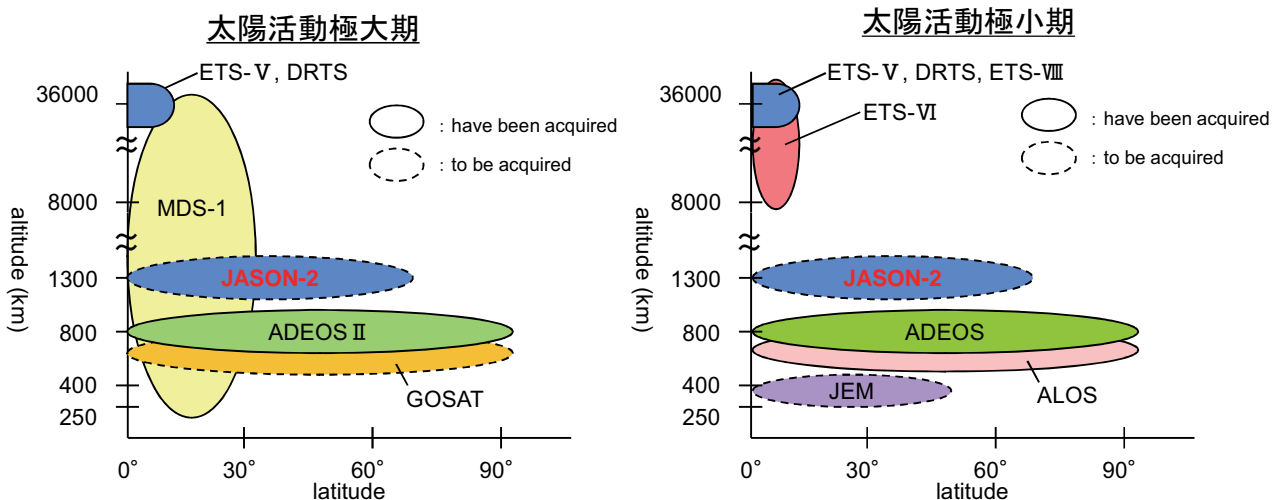 太陽活動極大期
ETS-Ⅴ, DRTS
36000
8000
1300
800
400
250
altitude (km)
: have been acquired
: to be acquired
MDS-1
JASON-2
ADEOS Ⅱ
GOSAT
0°
30°
60°
90°
latitude
太陽活動極小期
ETS-Ⅴ, DRTS, ETS-Ⅷ
ETS-Ⅵ
36000
8000
1300
800
400
250
altitude (km)
: have been acquired
: to be acquired
JASON-2
ADEOS
JEM
ALOS
0°
30°
60°
90°
latitude